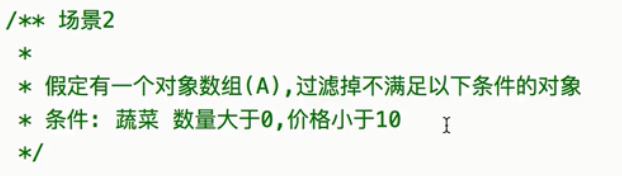 /** 场景2
*
* 假定有一个对象数组(A),过滤掉不满足以下条件的对象
* 条件: 蔬菜 数量大于0,价格小于10
*/